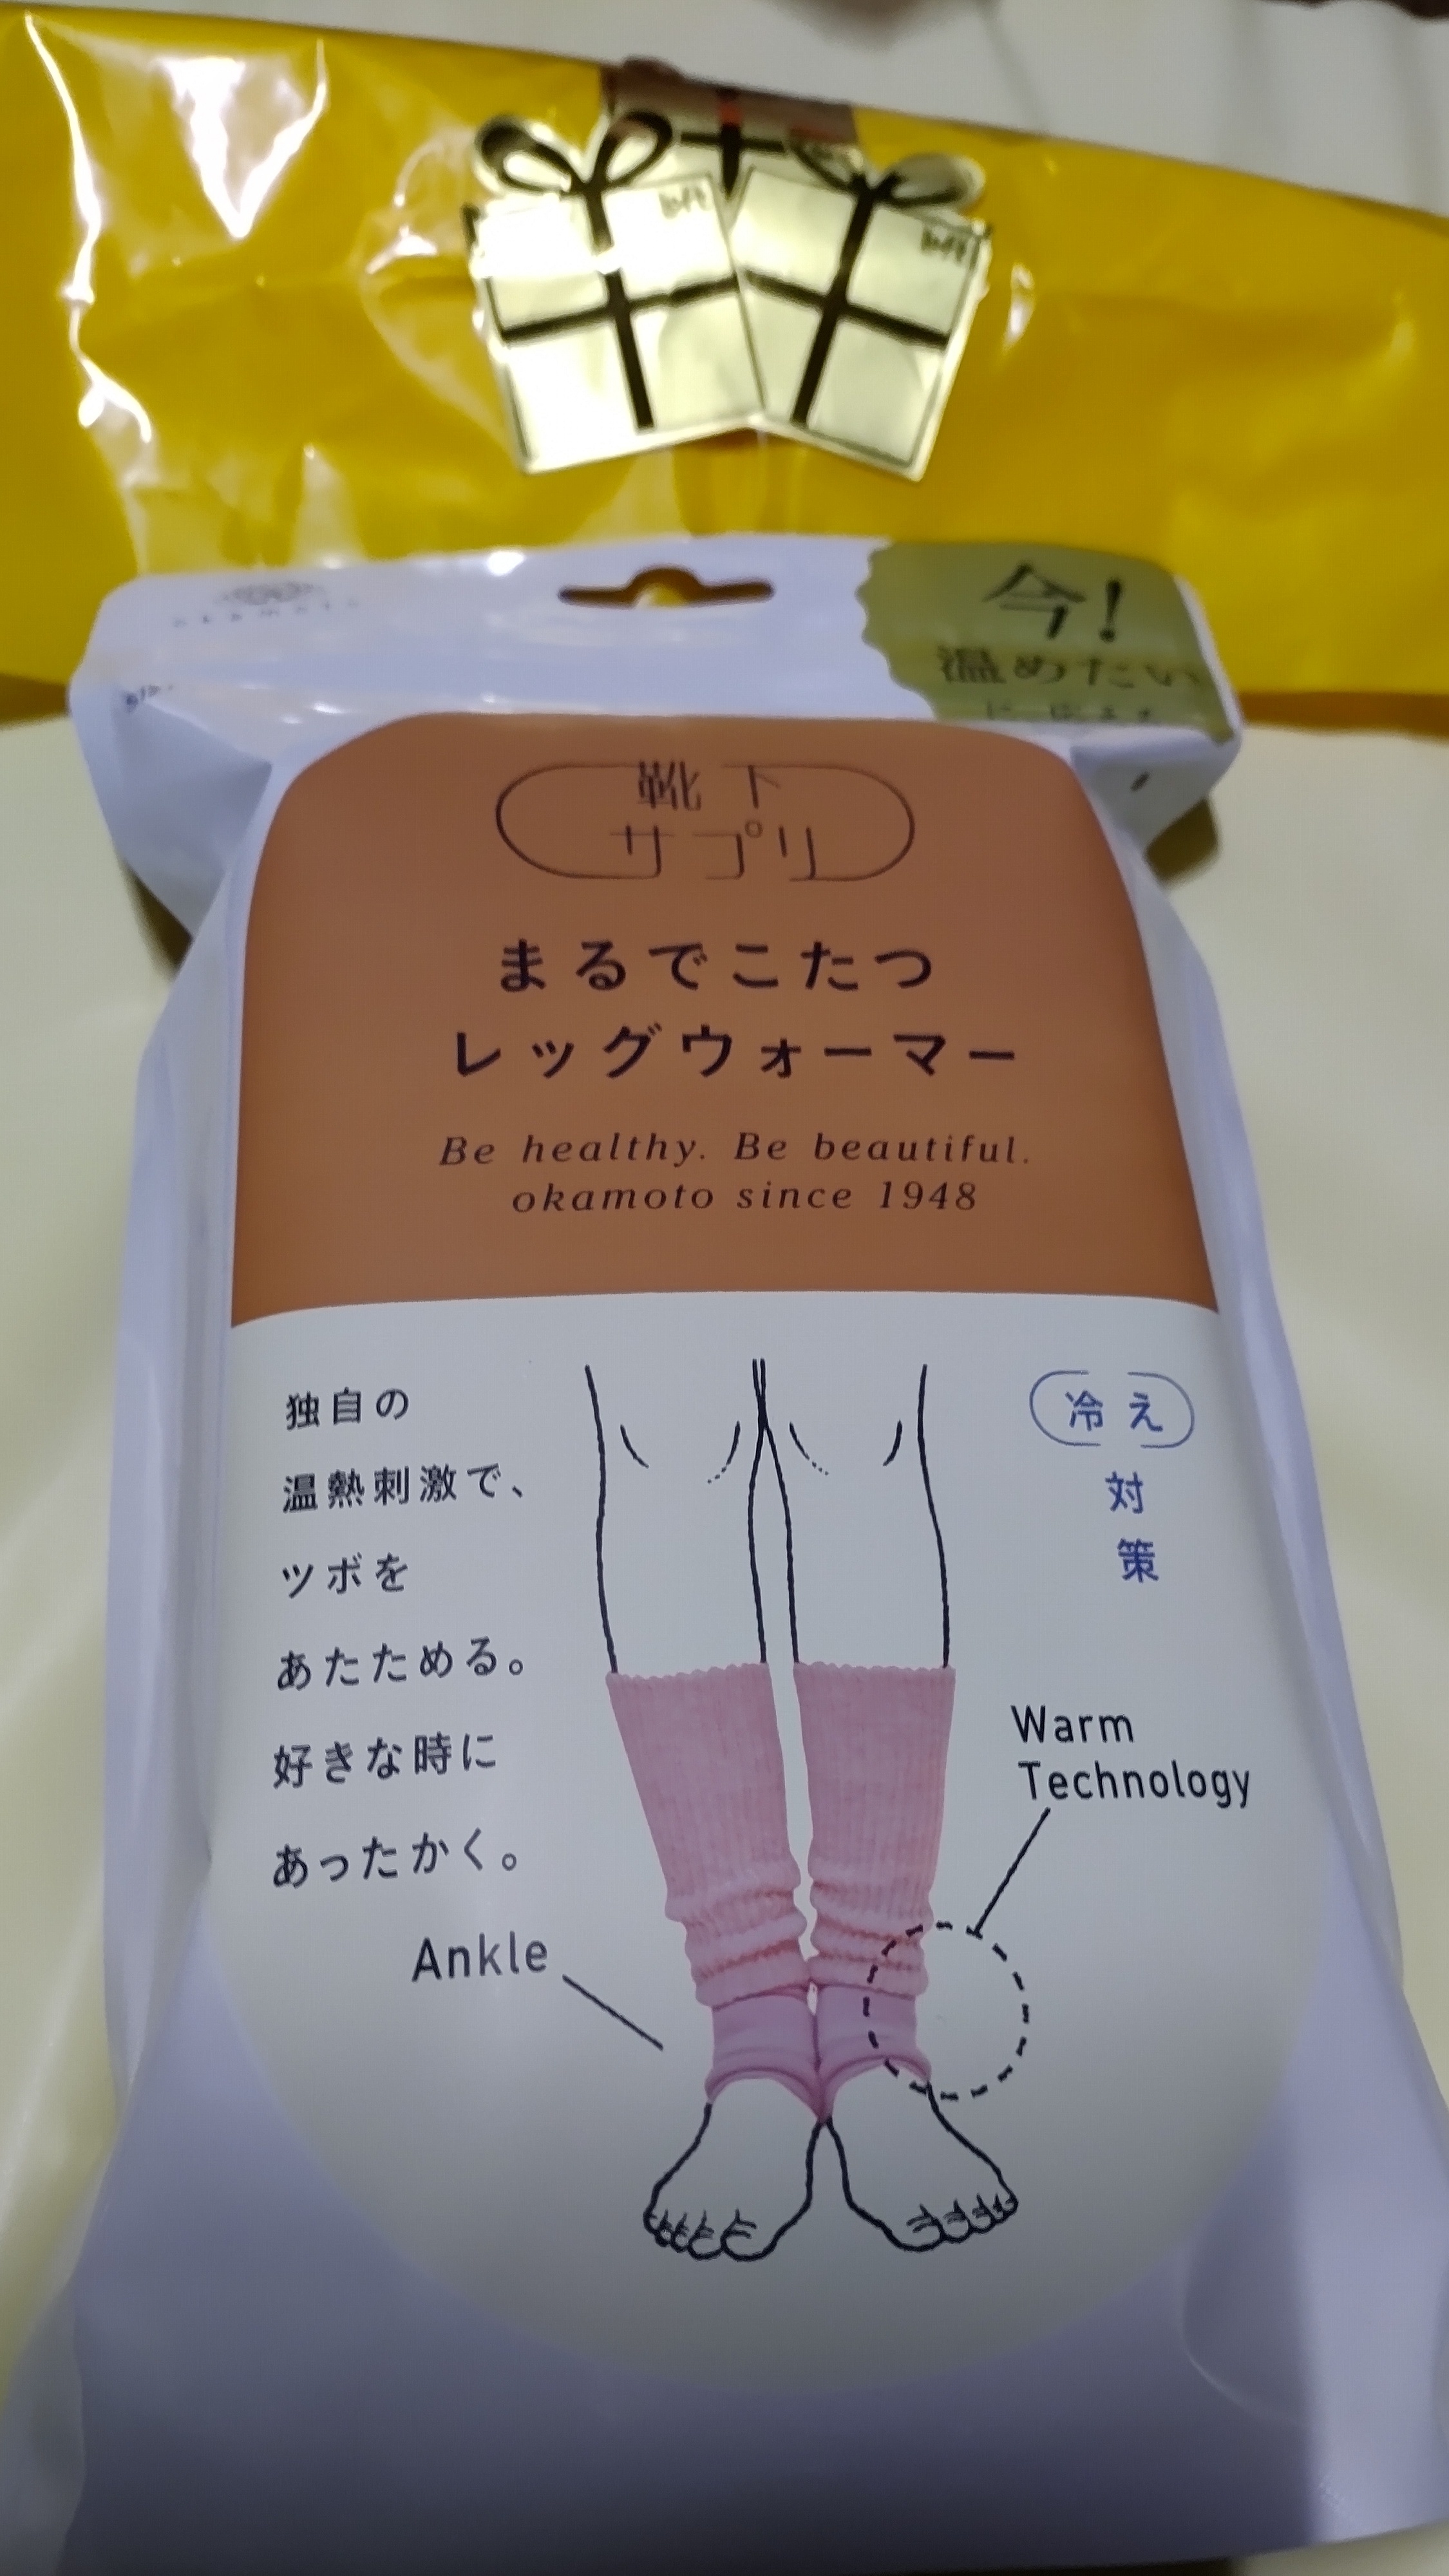 loft
loft
OKAMOTO
今!
温めたい
靴下
サプリ
まるでこたつ
レッグウォーマー
Be healthy. Be beautiful.
okamoto since 1948
独自の
温熱刺激で、
ツボを
あたためる。
好きな時に
あったかく。
冷え
対
策
Warm
Technology
Ankle